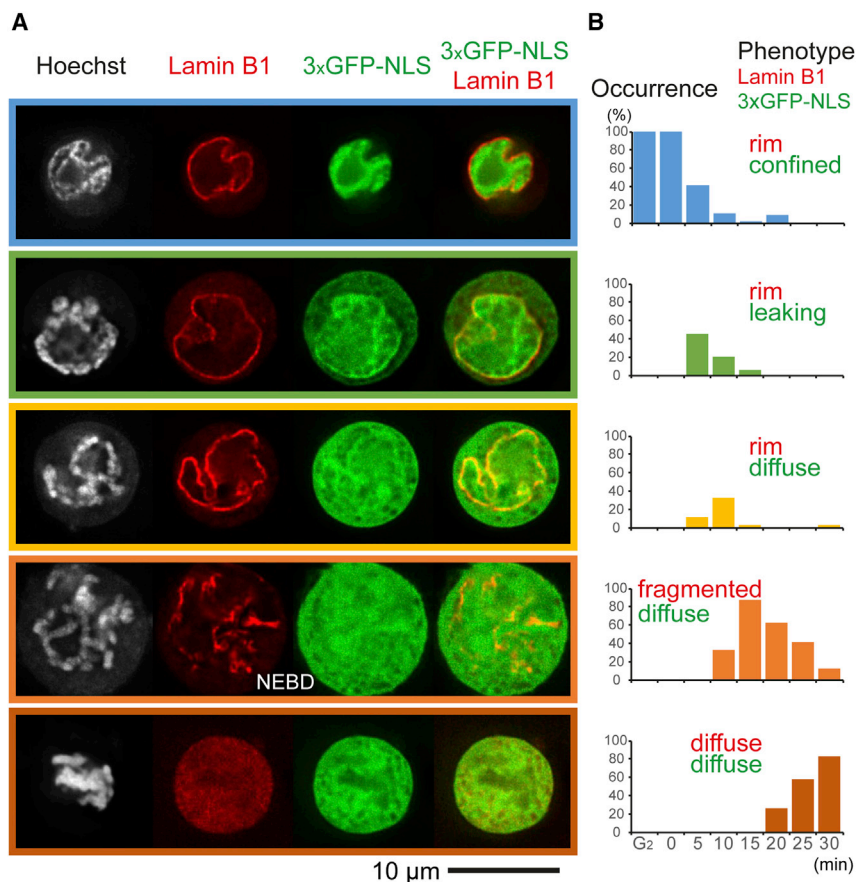 A
B
Hoechst
Lamin B1
3xGFP-NLS
3xGFP-NLS
Lamin B1
Phenotype
Lamin B1
3xGFP-NLS
Occurrence
(%)
100
80
60
40
20
0
rim
confined
100
80
60
40
20
0
rim
leaking
100
80
60
40
20
0
rim
diffuse
NEBD
100
80
60
40
20
0
fragmented
diffuse
100
80
60
40
20
0
diffuse
diffuse
G2 0 5 10 15 20 25 30
(min)
10 µm